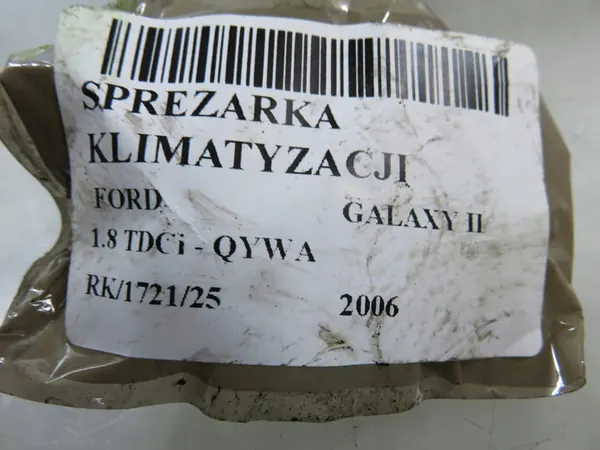 SPREZARKA
KLIMATYZACJI
FORD GALAXY II
1.8 TDCi - QYWA
RK/1721/25 2006